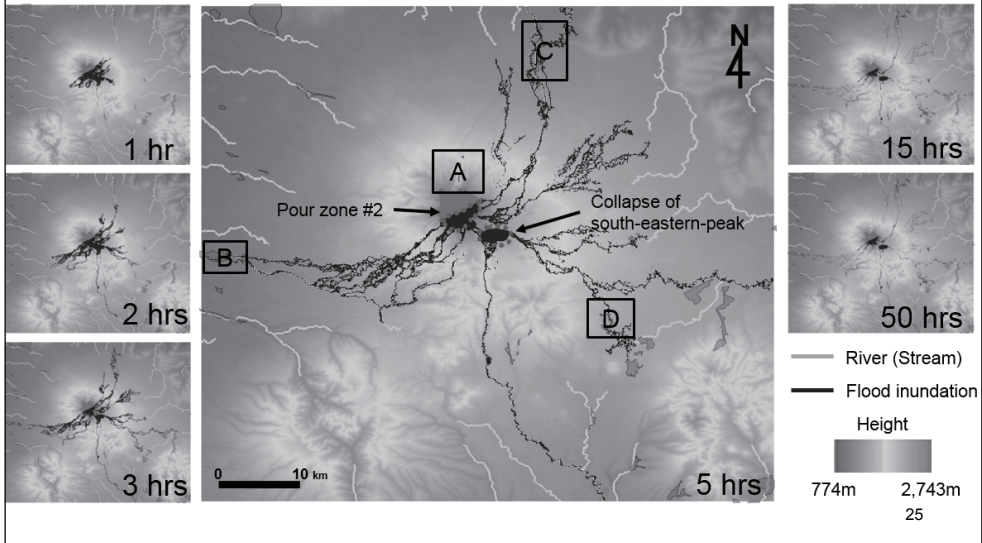 1 hr
2 hrs
3 hrs
N
C
A
Pour zone #2
Collapse of
south-eastern-peak
B
D
0 10 km
5 hrs
15 hrs
50 hrs
River (Stream)
Flood inundation
Height
774m 2,743m
25